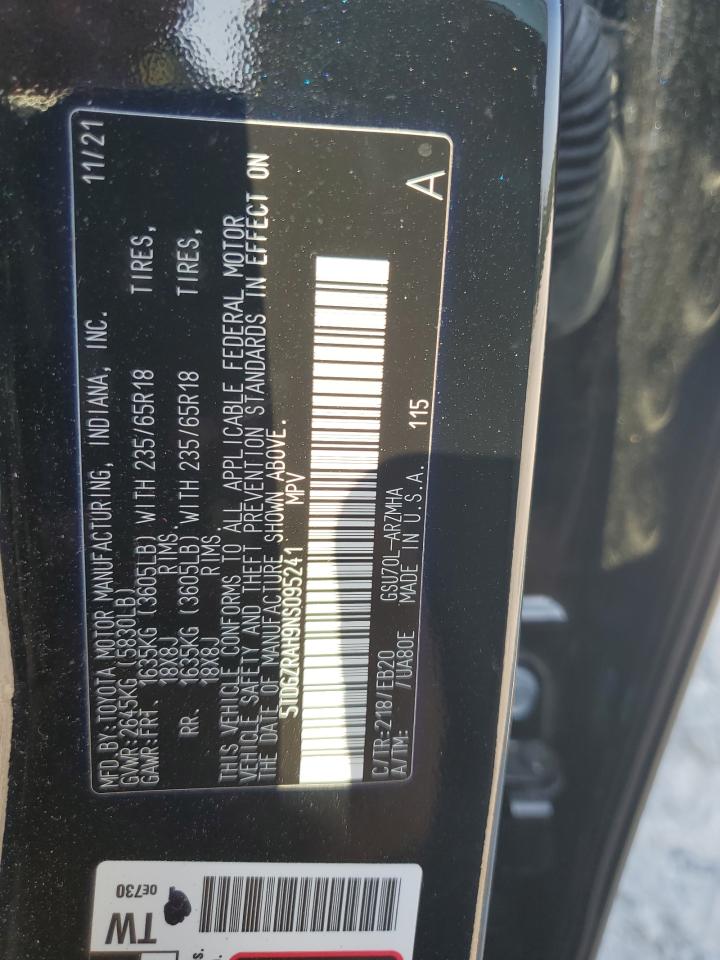 MFD.BY:TOYOTA MOTOR MANUFACTURING, INDIANA, INC. 11/21
GVWR:2645KG (5830LB)
GAWR:FRT. 1635KG (3605LB) WITH 235/65R18 TIRES,
18X8J RIMS.
RR. 1635KG (3605LB) WITH 235/65R18 TIRES,
18X8J RIMS.
THIS VEHICLE CONFORMS TO ALL APPLICABLE FEDERAL MOTOR
VEHICLE SAFETY AND THEFT PREVENTION STANDARDS IN EFFECT ON
THE DATE OF MANUFACTURE SHOWN ABOVE.
5TDGZRAH9NS095241 MPV
C/TR:218/EB20 GSU70L-ARZMHA
A/TM: /UA80E MADE IN U.S.A. 115
A
TW
0E730
s.